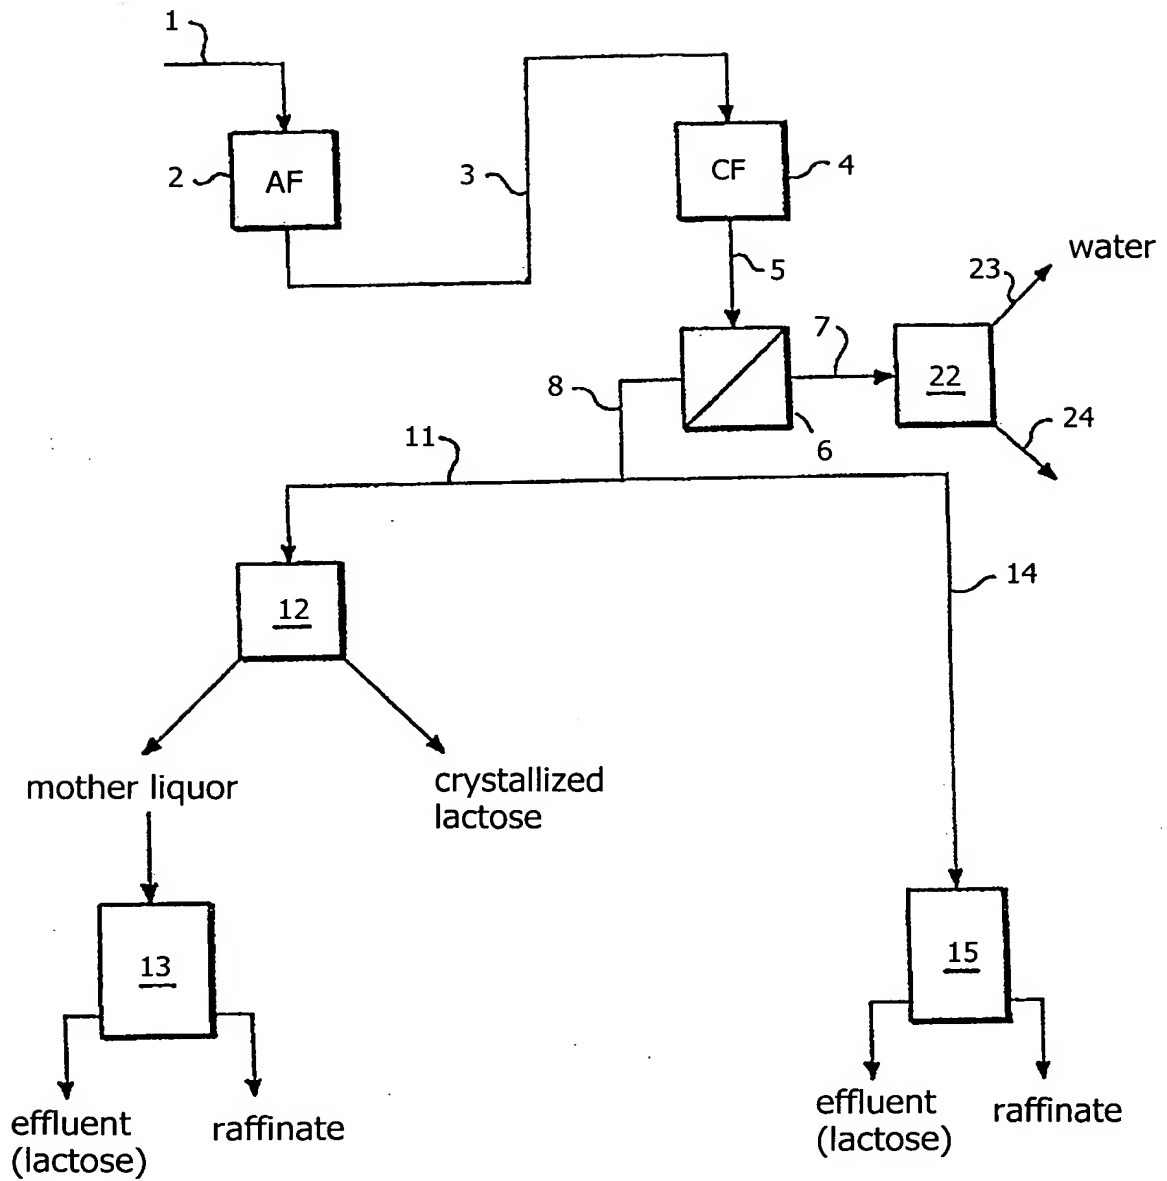 1
2
AF
3
CF
4
5
water
23
7
22
8
6
24
11
12
14
mother liquor
crystallized
lactose
13
15
effluent
(lactose)
raffinate
effluent
(lactose)
raffinate